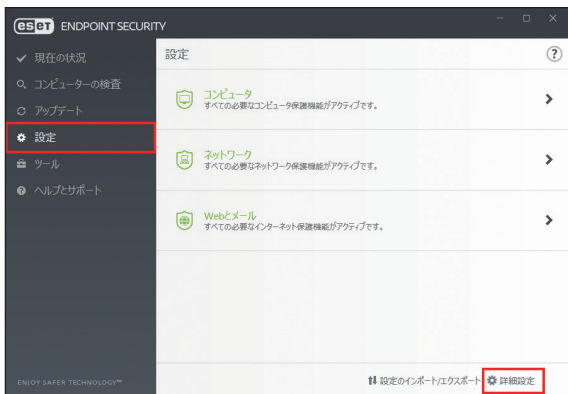 eseT ENDPOINT SECURITY
現在の状況
コンピューターの検査
アップデート
設定
ツール
ヘルプとサポート
ENJOY SAFER TECHNOLOGY™
設定
?
コンピュータ
すべての必要なコンピュータ保護機能がアクティブです。
ネットワーク
すべての必要なネットワーク保護機能がアクティブです。
Webとメール
すべての必要なインターネット保護機能がアクティブです。
設定のインポート/エクスポート 詳細設定